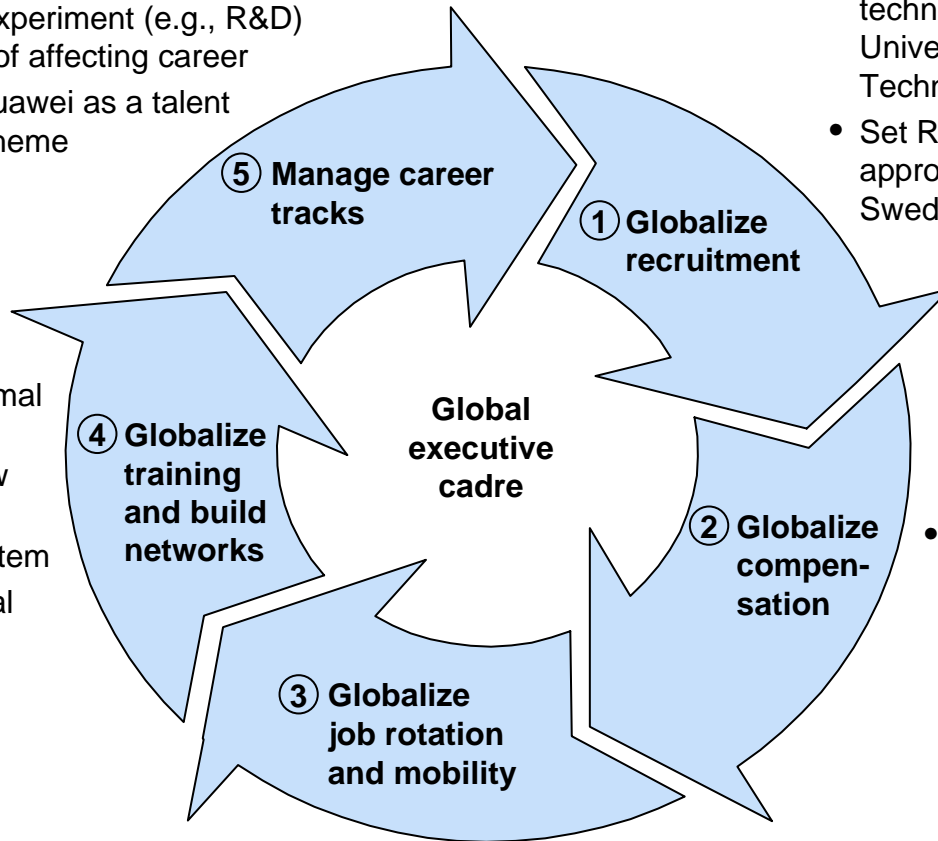 experiment (e.g., R&D)
of affecting career
uawei as a talent
heme
techn
Unive
Techn
• Set R
appro
Swed
⑤ Manage career
tracks
① Globalize
recruitment
② Globalize
compen-
sation
③ Globalize
job rotation
and mobility
④ Globalize
training
and build
networks
Global
executive
cadre
mal
w
tem
al
•